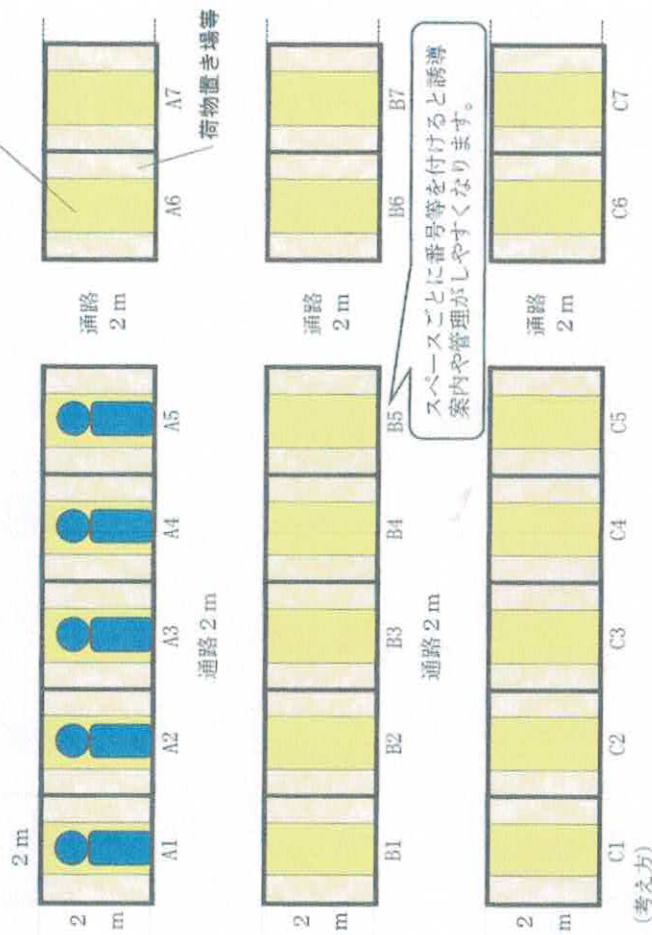 2 m
2
m
A1
A2
A3
A4
A5
通路
2 m
A6
A7
荷物置き場等
通路 2 m
B1
B2
B3
B4
B5
通路
2 m
B6
B7
スペースごとに番号等を付けると誘導
案内や管理がしやすくなります。
通路 2 m
2
m
C1
C2
C3
C4
C5
通路
2 m
C6
C7
(考え方)